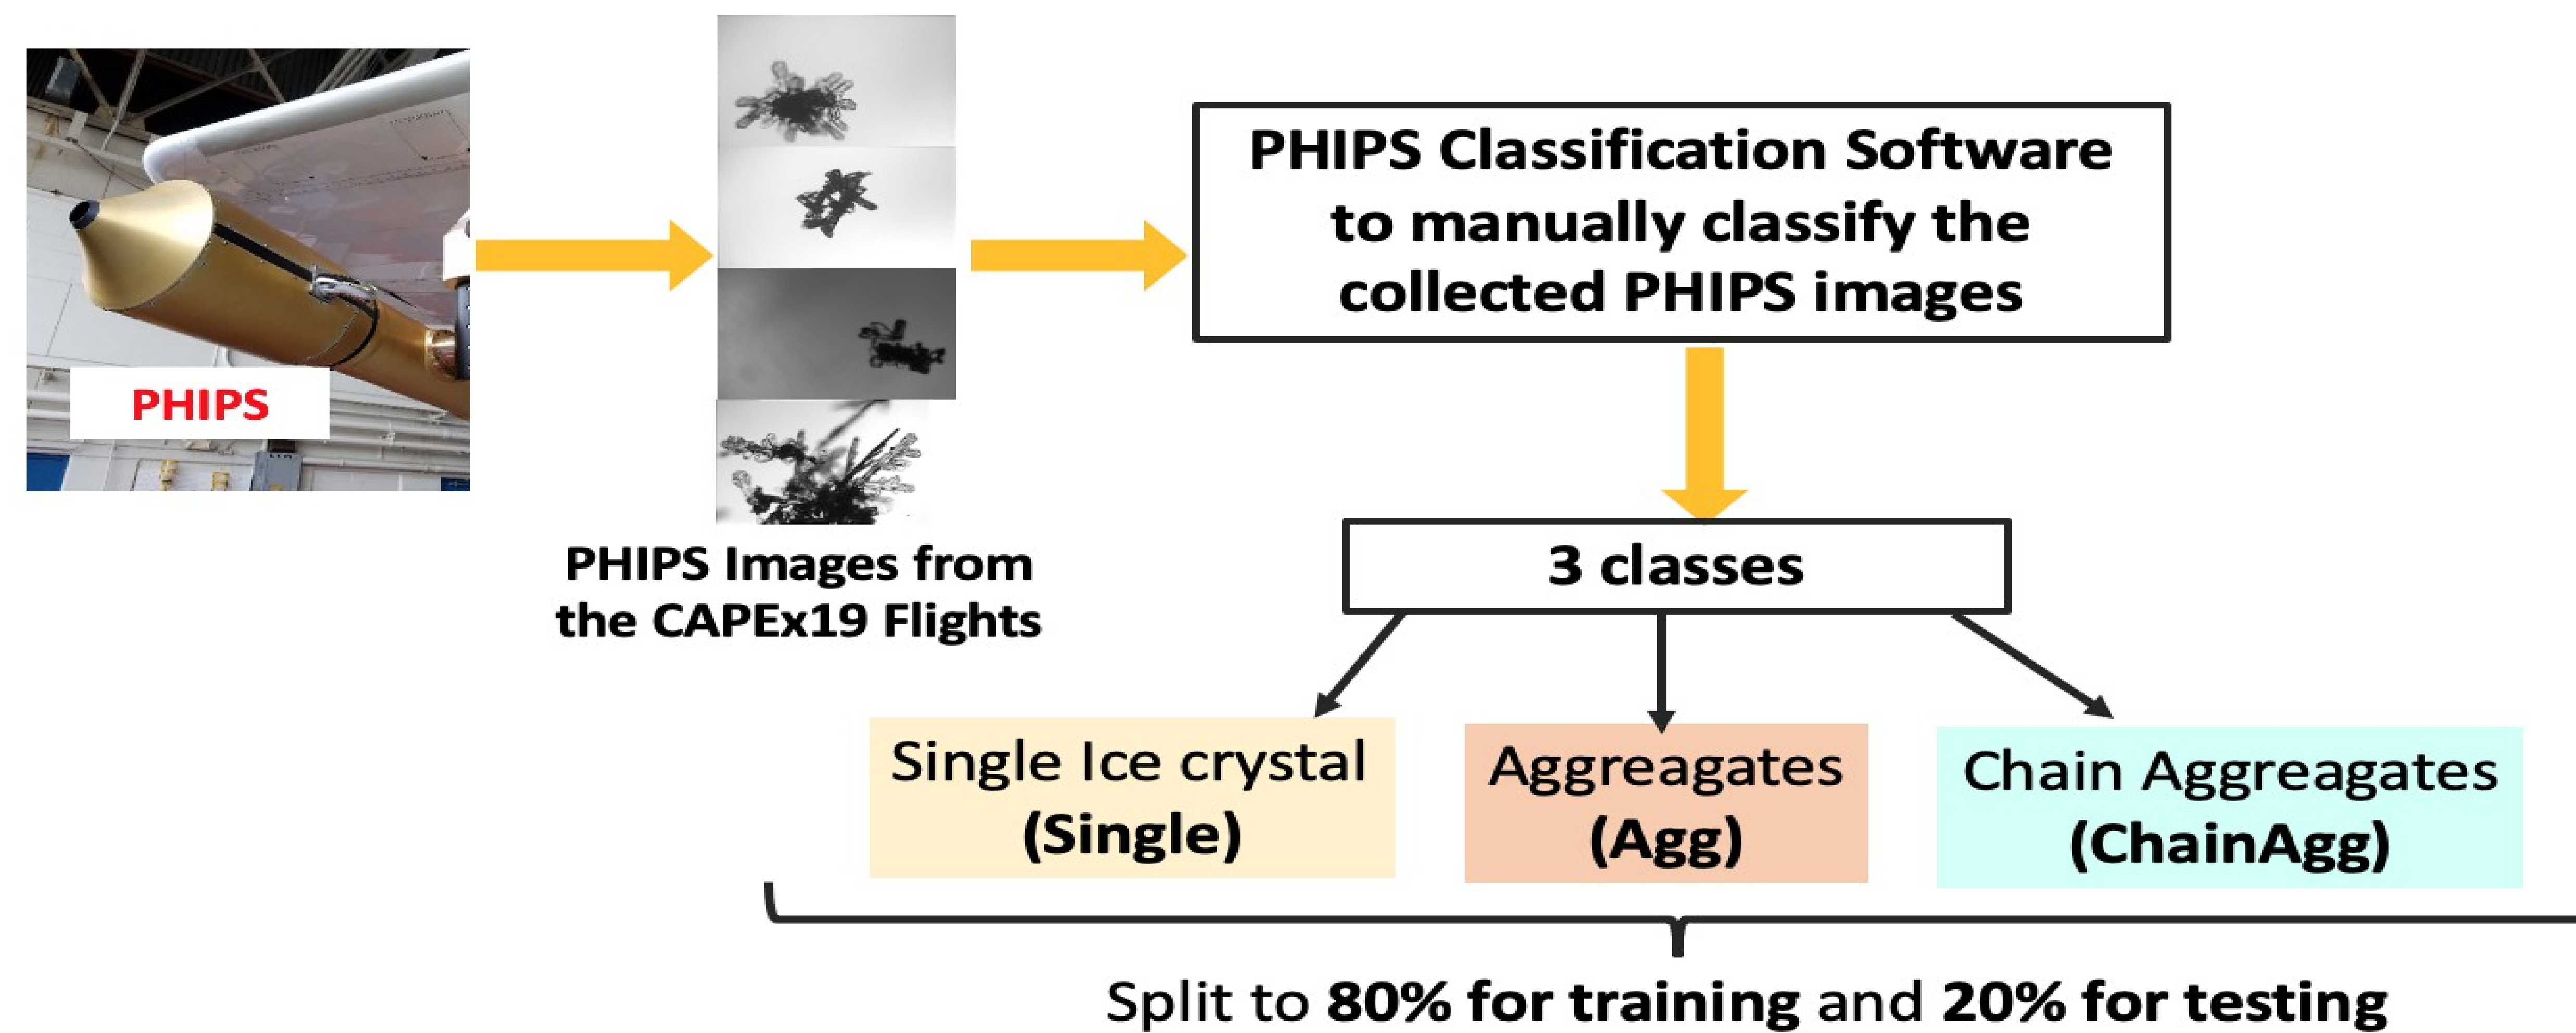 PHIPS
PHIPS Images from
the CAPEx19 Flights
PHIPS Classification Software
to manually classify the
collected PHIPS images
3 classes
Single Ice crystal
(Single)
Aggreagates
(Agg)
Chain Aggreagates
(ChainAgg)
Split to 80% for training and 20% for testing